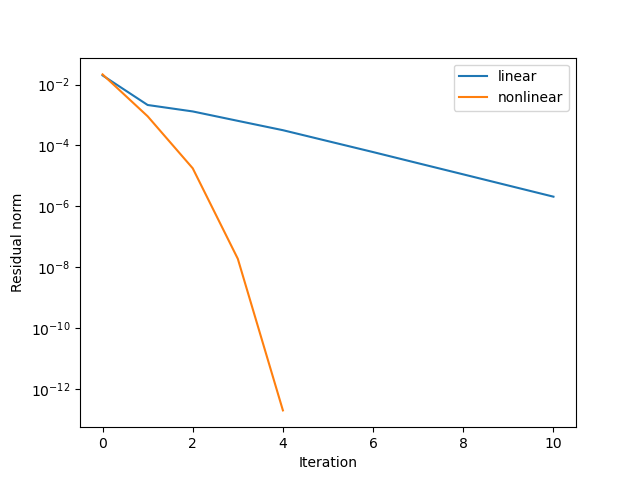 linear
nonlinear
Residual norm
10⁻²
10⁻⁴
10⁻⁶
10⁻⁸
10⁻¹⁰
10⁻¹²
0 2 4 6 8 10
Iteration